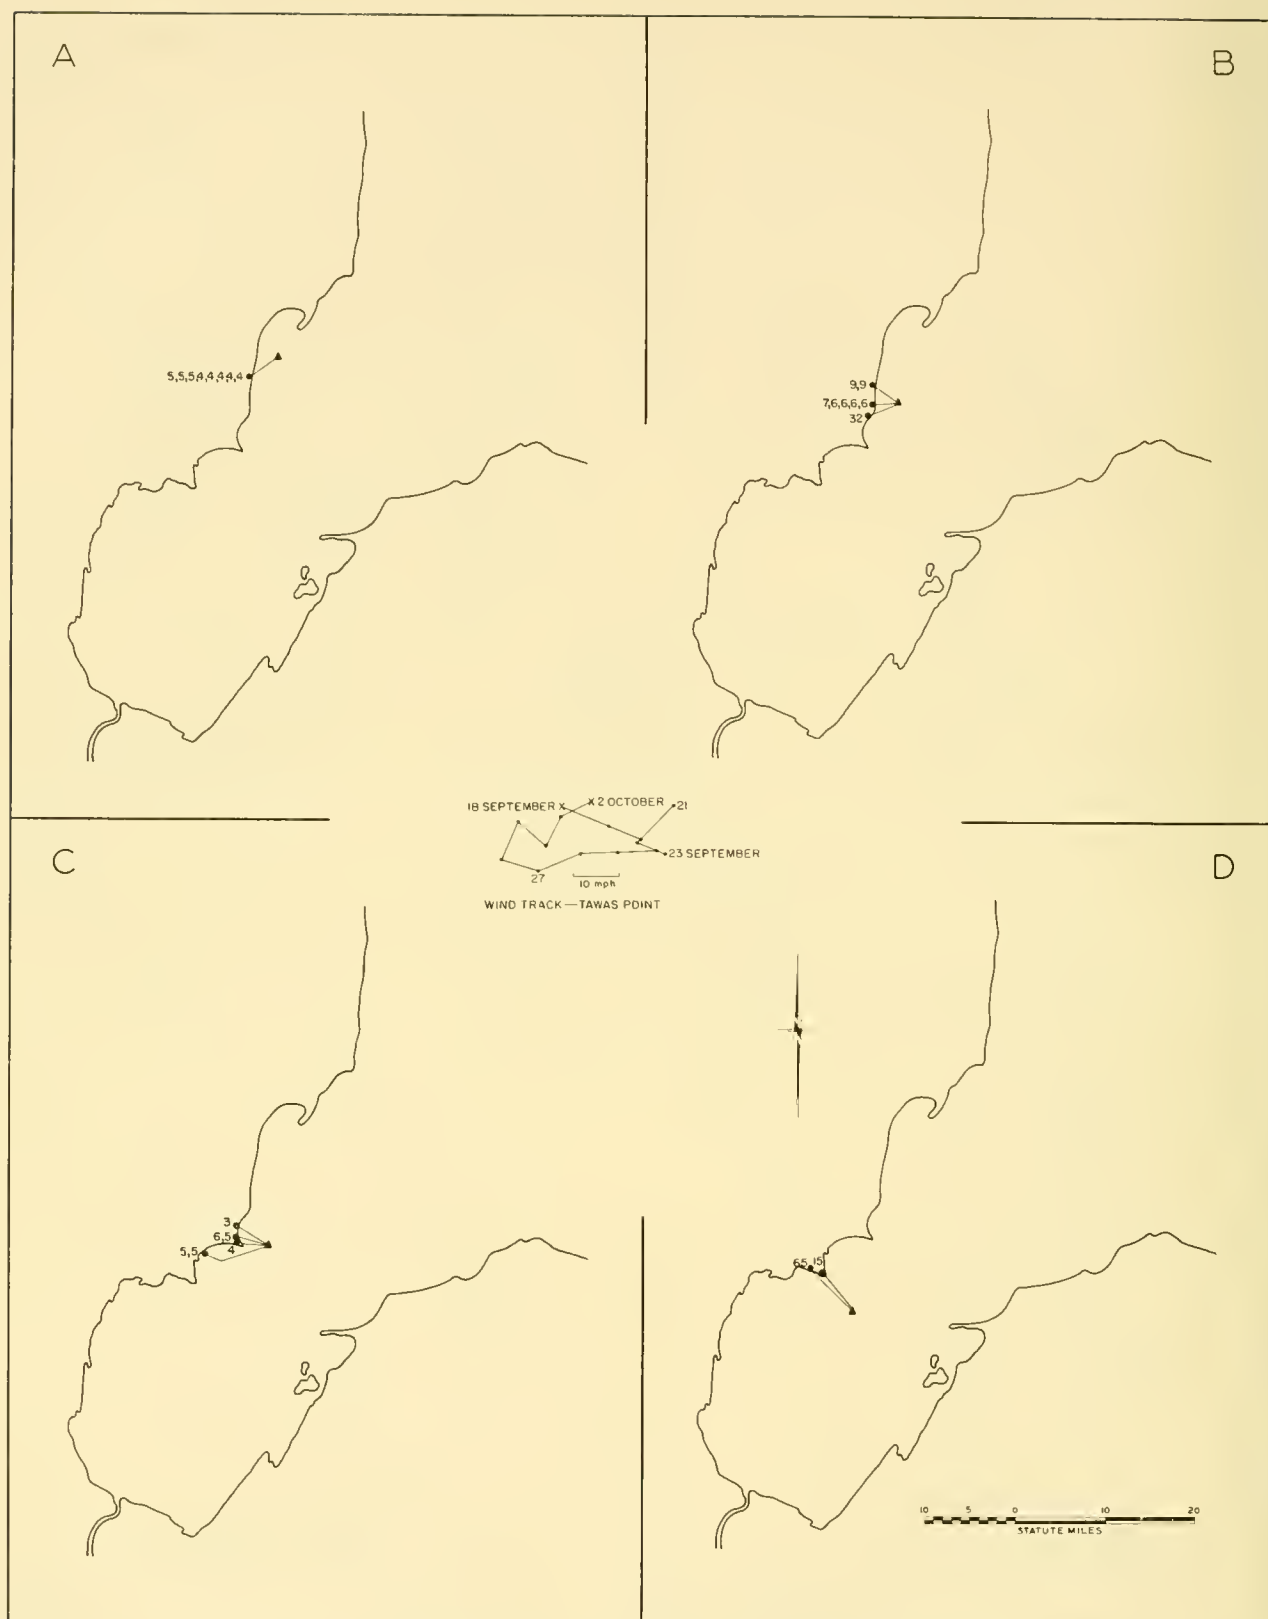 A
B
5,5,5,4,4,4,4,4
9,9
7,6,6,6,6
32
18 SEPTEMBER
2 OCTOBER
21
23 SEPTEMBER
27
10 mph
WIND TRACK—TAWAS POINT
C
D
N
3
6,5
4
5,5
65 15
10 5 0 10 20
STATUTE MILES